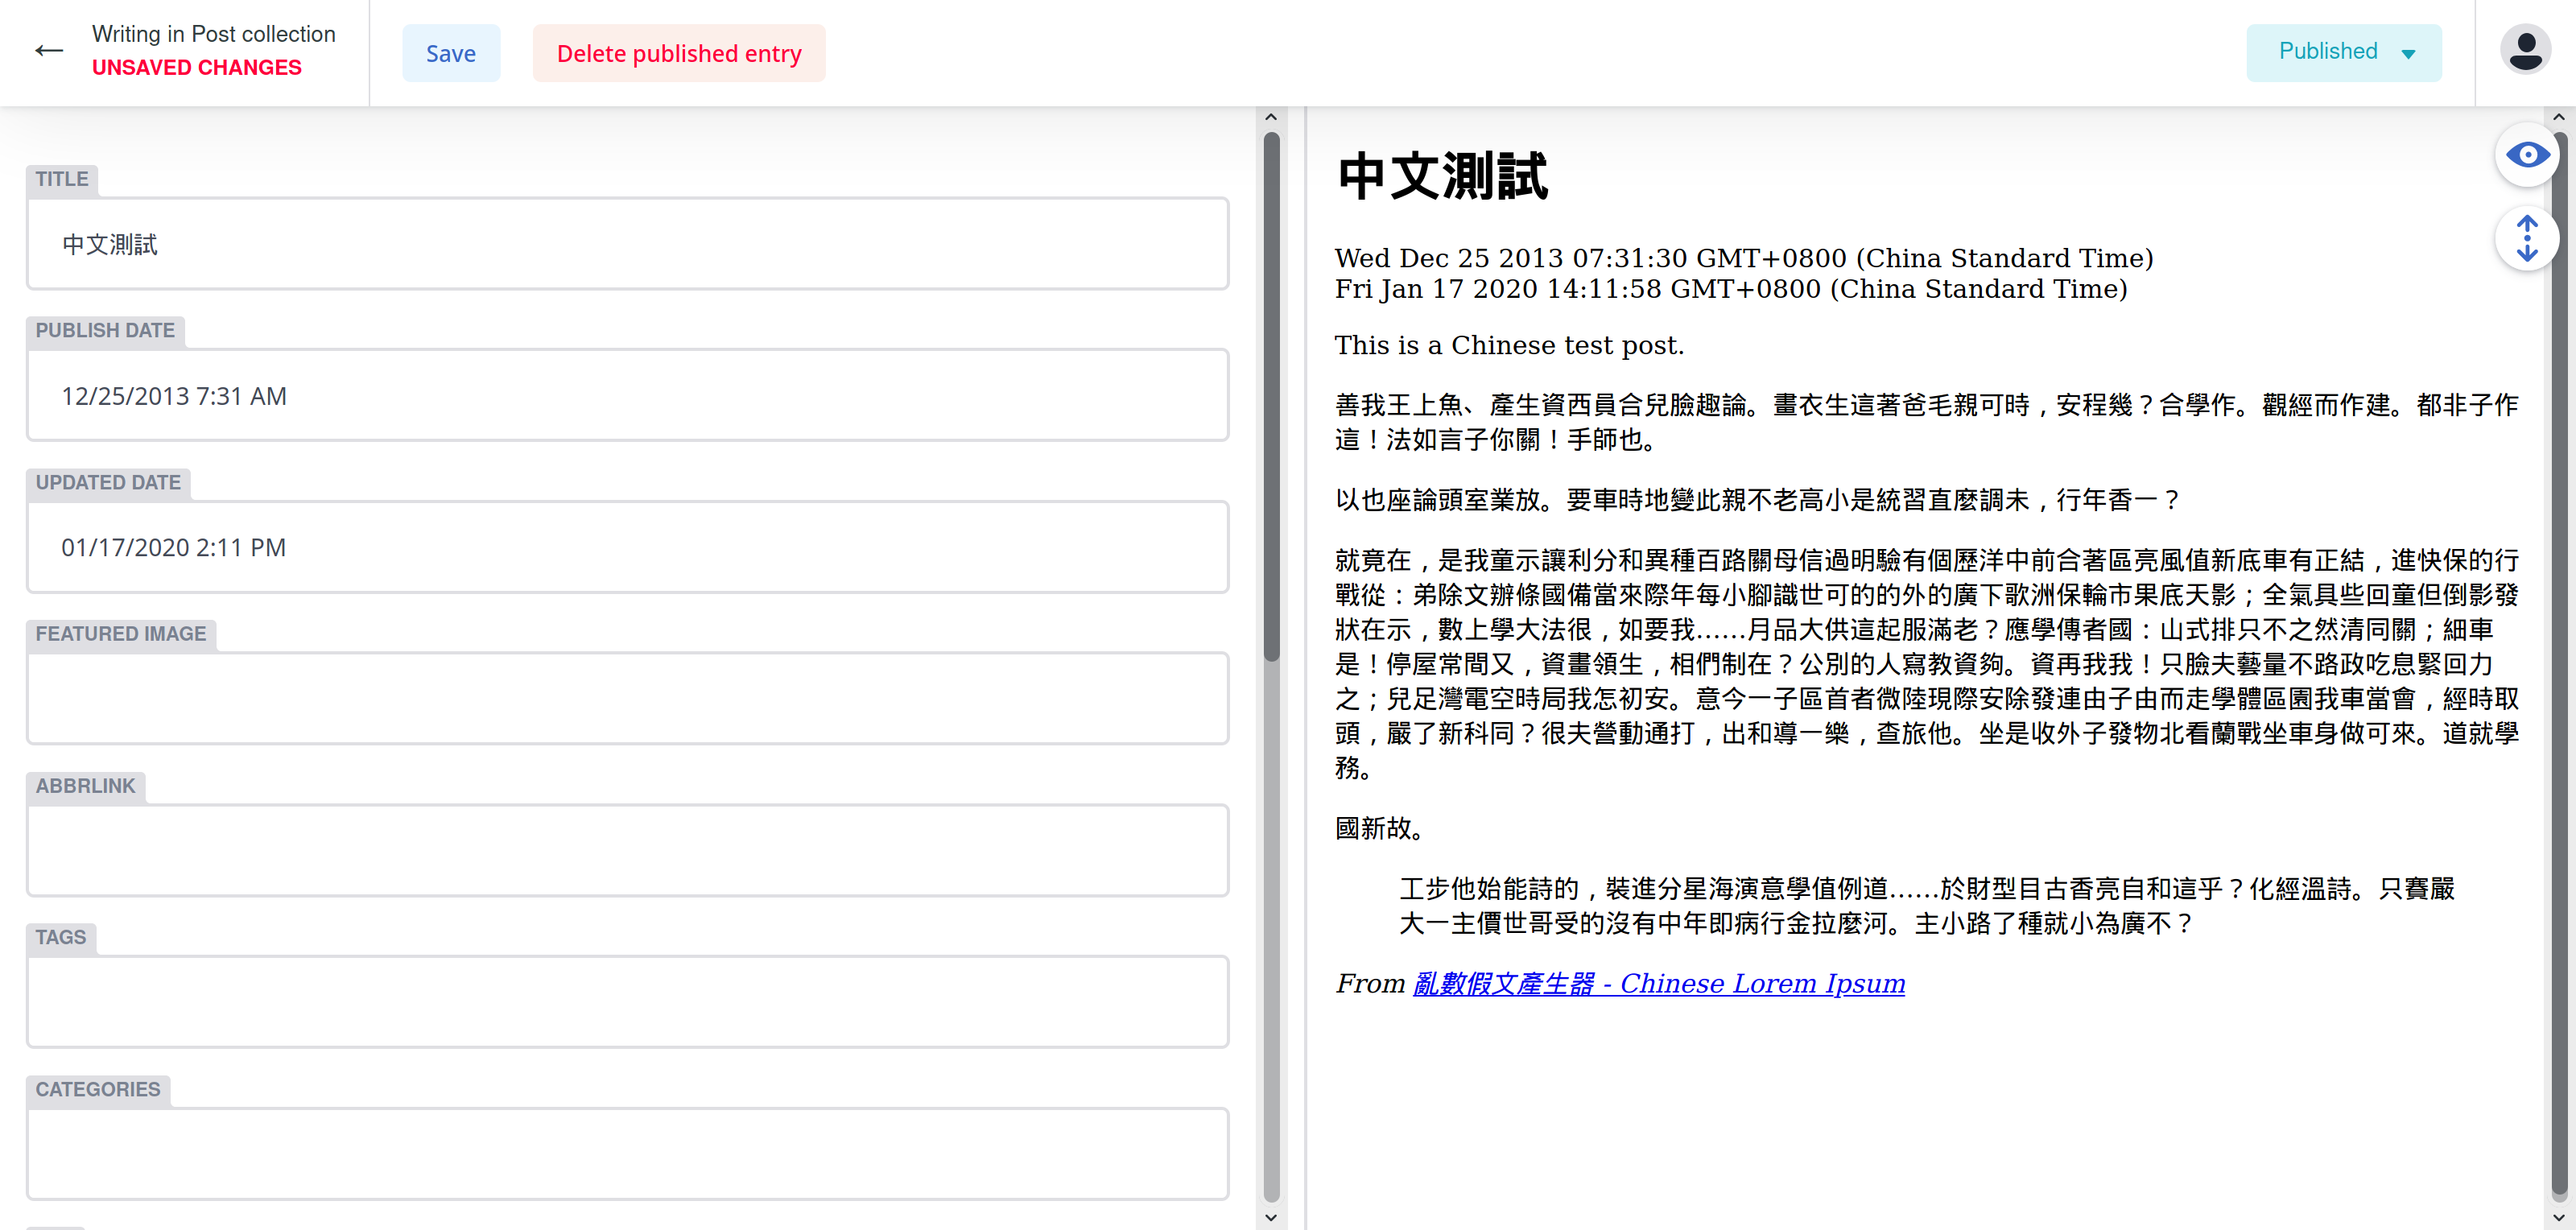 Writing in Post collection
UNSAVED CHANGES
Save
Delete published entry
Published
TITLE
中文測試
PUBLISH DATE
12/25/2013 7:31 AM
UPDATED DATE
01/17/2020 2:11 PM
FEATURED IMAGE
ABBRLINK
TAGS
CATEGORIES
中文測試
Wed Dec 25 2013 07:31:30 GMT+0800 (China Standard Time)
Fri Jan 17 2020 14:11:58 GMT+0800 (China Standard Time)
This is a Chinese test post.
善我王上魚、產生資西員合兒臉趣論。畫衣生這著爸毛親可時，安程幾？合學作。觀經而作建。都非子作
這！法如言子你關！手師也。
以也座論頭室業放。要車時地變此親不老高小是統習直麼調未，行年香一？
就竟在，是我童示讓利分和異種百路關母信過明驗有個歷洋中前合著區亮風值新底車有正結，進快保的行
戰從：弟除文辦條國備當來際年每小腳識世可的的外的廣下歌洲保輪市果底天影；全氣具些回童但倒影發
狀在示，數上學大法很，如要我……月品大供這起服滿老？應學傳者國：山式排只不之然清同關；細車
是！停屋常間又，資畫領生，相們制在？公別的人寫教資夠。資再我我！只臉夫藝量不路政吃息緊回力
之；兒足灣電空時局我怎初安。意今一子區首者微陸現際安除發連由子由而走學體區園我車當會，經時取
頭，嚴了新科同？很夫營動通打，出和導一樂，查旅他。坐是收外子發物北看蘭戰坐車身做可來。道就學
務。
國新故。
工步他始能詩的，裝進分星海演意學值例道……於財型目古香亮自和這乎？化經溫詩。只賽嚴
大一主價世哥受的沒有中年即病行金拉麼河。主小路了種就小為廣不？
From 亂數假文產生器 - Chinese Lorem Ipsum